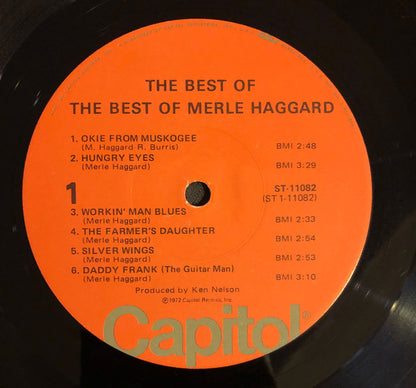 THE BEST OF
THE BEST OF MERLE HAGGARD
1. OKIE FROM MUSKOGEE
(M. Haggard-R. Burris) BMI 2:48
2. HUNGRY EYES
(Merle Haggard) BMI 3:29
1 ST-11082
(ST 1-11082)
3. WORKIN' MAN BLUES
(Merle Haggard) BMI 2:33
4. THE FARMER'S DAUGHTER
(Merle Haggard) BMI 2:54
5. SILVER WINGS
(Merle Haggard) BMI 2:53
6. DADDY FRANK (The Guitar Man)
(Merle Haggard) BMI 3:10
Produced by Ken Nelson
℗1972 Capitol Records, Inc.
Capitol®